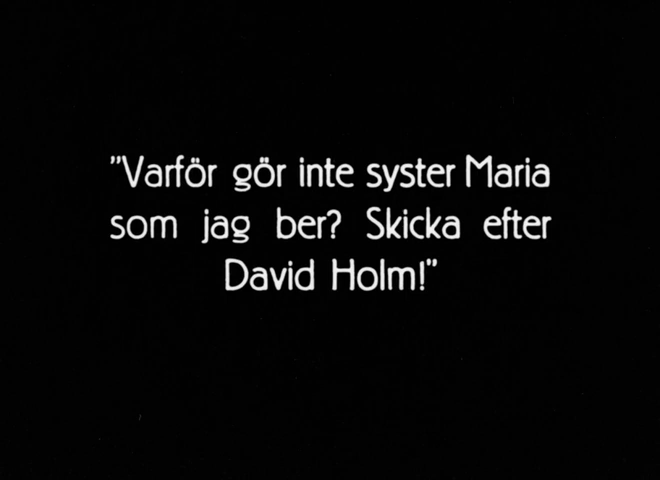 "Varför gör inte syster Maria
som jag ber? Skicka efter
David Holm!"